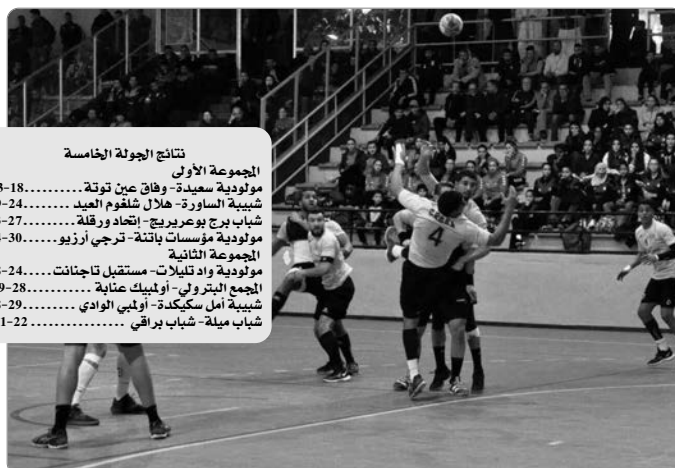 نتائج الجولة الخامسة
المجموعة الأولى
مولودية سعيدة- وفاق عين توتة..........18-
شبيبة الساورة- هلال شلغوم العيد ........24-
شباب برج بوعريريج- إتحاد ورقلة ........27-
مولودية مؤسسات باتنة- ترجي أرزيو......30-
المجموعة الثانية
مولودية واد تليلات- مستقبل تاجنانت.....24-
المجمع البترولي- أولمبيك عنابة ..........28-
شبيبة أمل سكيكدة- أولمبي الوادي ........29-
شباب ميلة- شباب براقي ................22-
4